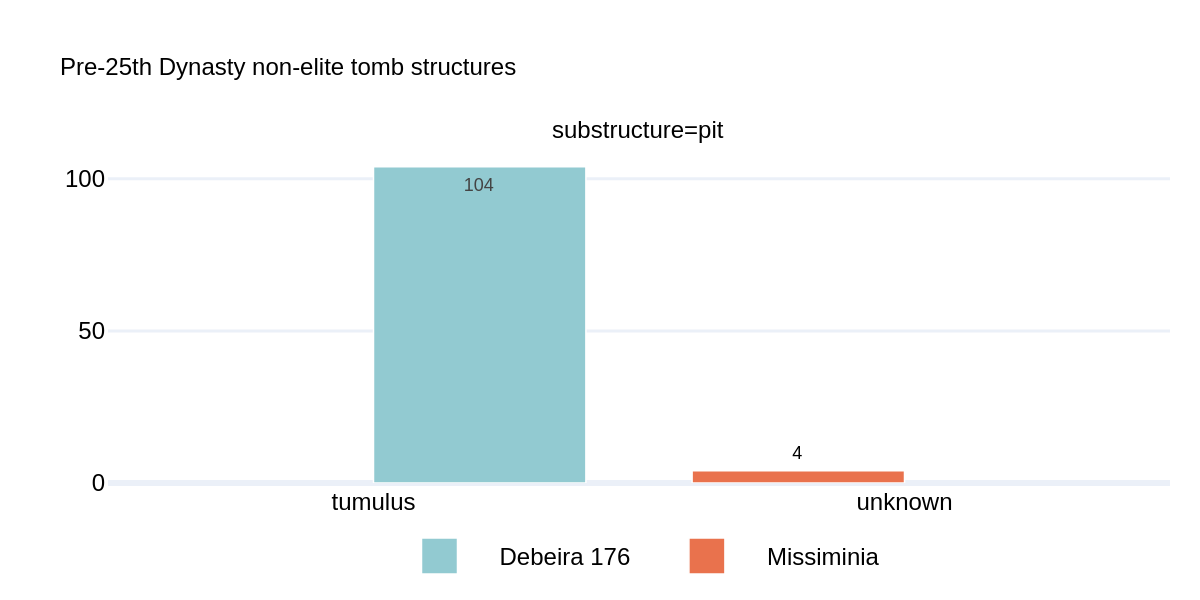 Pre-25th Dynasty non-elite tomb structures
substructure=pit
100
104
50
4
0
tumulus unknown
Debeira 176 Missiminia